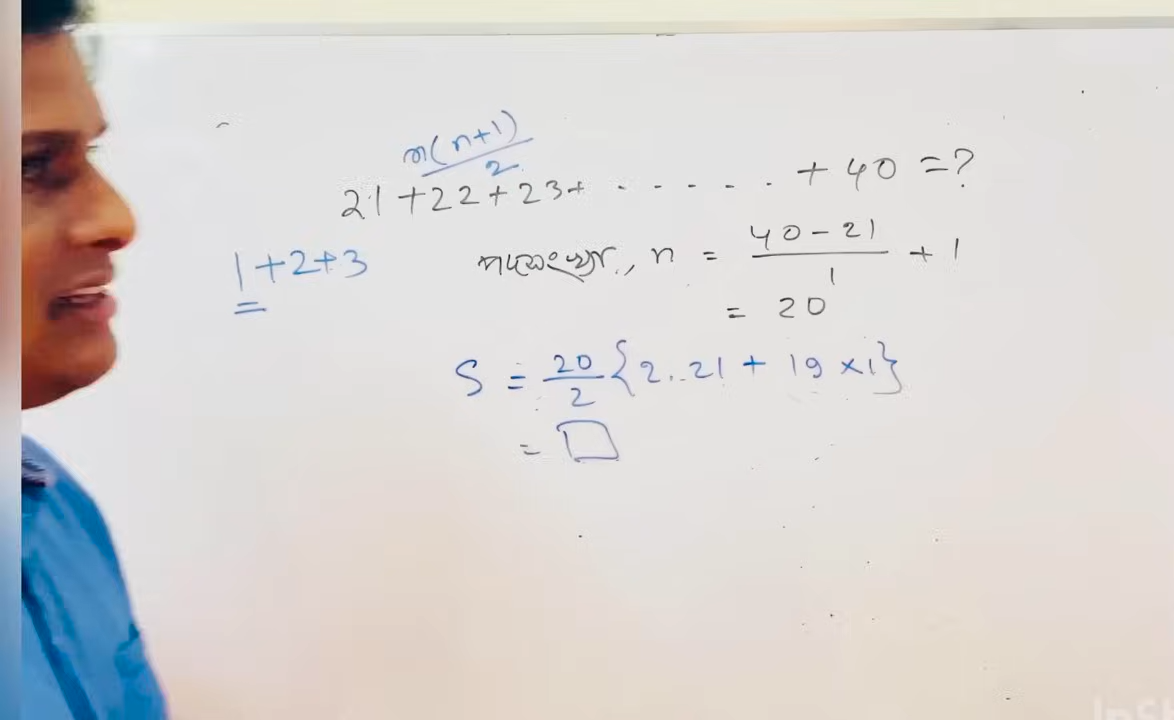 n(n+1)/2
21 + 22 + 23 + . . . . . . + 40 = ?
1 + 2 + 3
পদসংখ্যা, n = (40 - 21)/1 + 1
= 20
S = 20/2 {2. 21 + 19 × 1}
= □